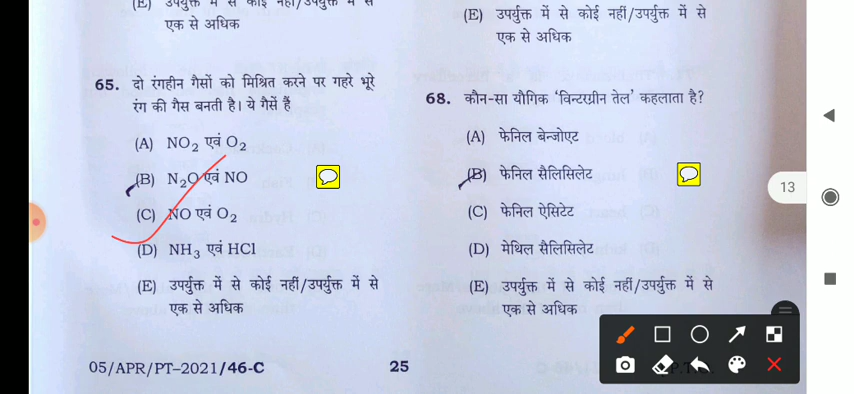 (E) उपर्युक्त में से कोई नहीं/उपर्युक्त में से
एक से अधिक
65. दो रंगहीन गैसों को मिश्रित करने पर गहरे भूरे
रंग की गैस बनती है। ये गैसें हैं
(A) NO2 एवं O2
(B) N2O एवं NO
(C) NO एवं O2
(D) NH3 एवं HCl
(E) उपर्युक्त में से कोई नहीं/उपर्युक्त में से
एक से अधिक
05/APR/PT–2021/46-C
25
(E) उपर्युक्त में से कोई नहीं/उपर्युक्त में से
एक से अधिक
68. कौन-सा यौगिक ‘विन्टरग्रीन तेल’ कहलाता है?
(A) फेनिल बेन्जोएट
(B) फेनिल सैलिसिलेट
(C) फेनिल ऐसिटेट
(D) मेथिल सैलिसिलेट
(E) उपर्युक्त में से कोई नहीं/उपर्युक्त में से
एक से अधिक
13